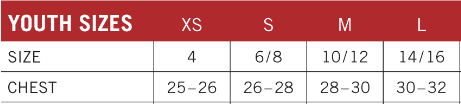 YOUTH SIZES XS S M L
SIZE 4 6/8 10/12 14/16
CHEST 25–26 26–28 28–30 30–32